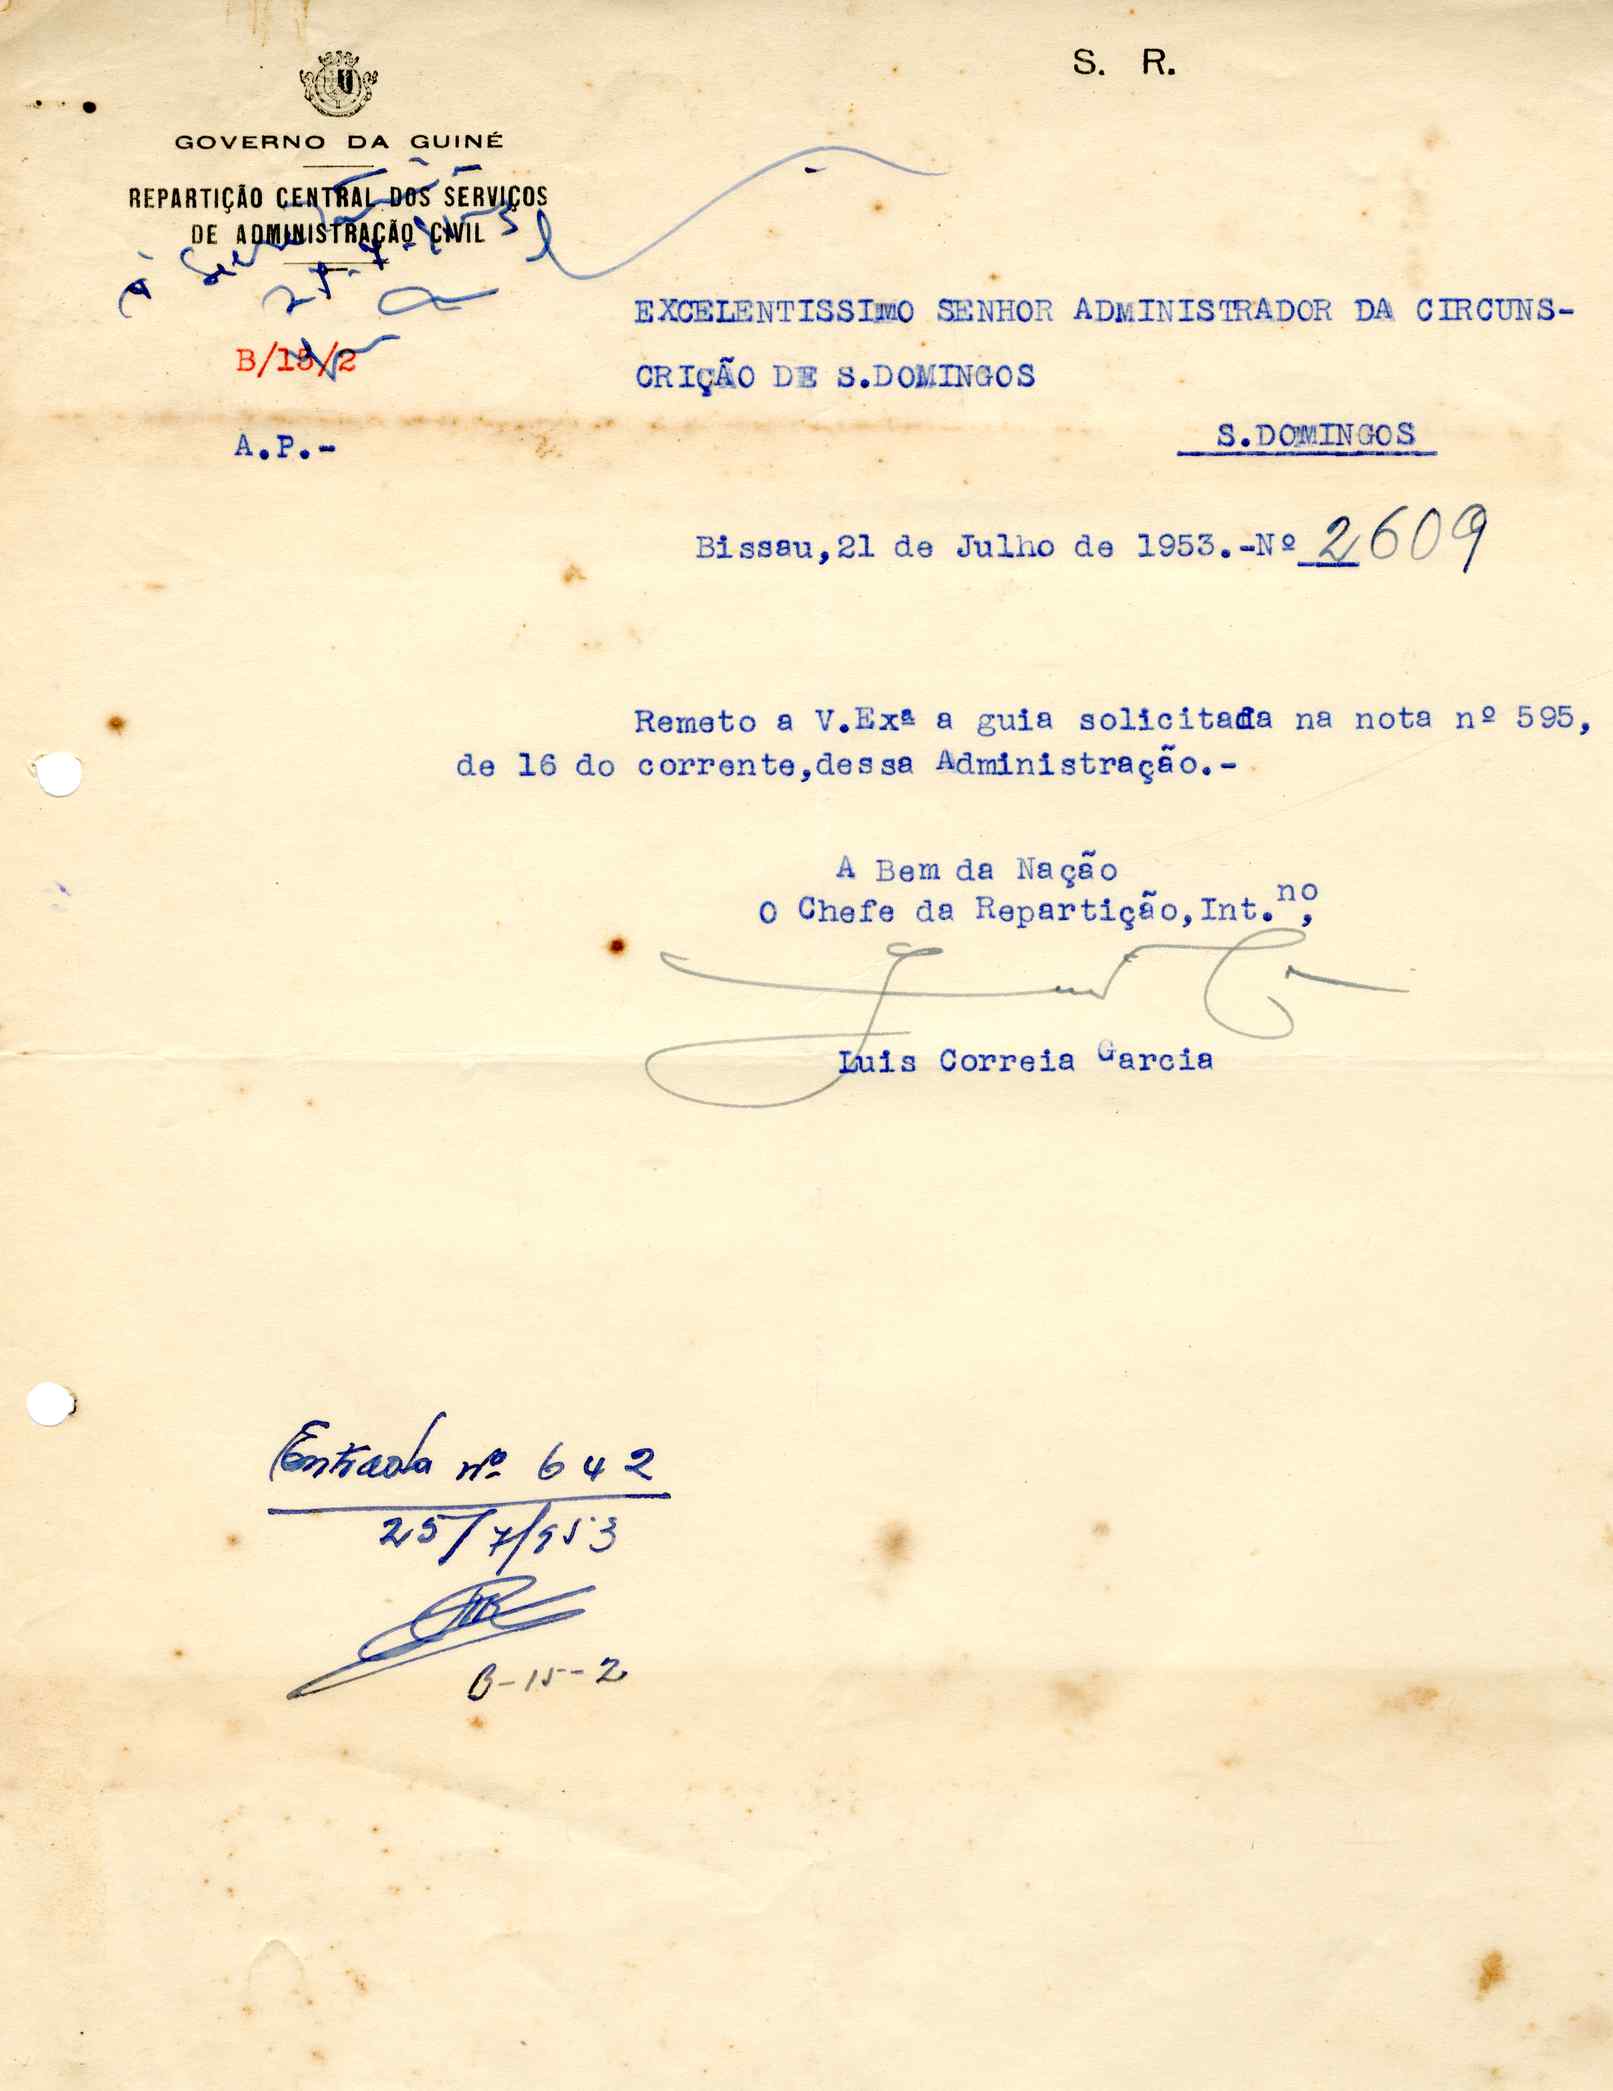 S. R.
GOVERNO DA GUINÉ
REPARTIÇÃO CENTRAL DOS SERVIÇOS
DE ADMINISTRAÇÃO CIVIL
À Secretaria
B/15/2
A.P.-
EXCELENTISSIMO SENHOR ADMINISTRADOR DA CIRCUNS-
CRIÇÃO DE S.DOMINGOS
S.DOMINGOS
Bissau,21 de Julho de 1953.-Nº 2609
Remeto a V.Exª a guia solicitada na nota nº 595,
de 16 do corrente,dessa Administração.-
A Bem da Nação
O Chefe da Repartição,Int.no,
Luis Correia Garcia
Entrada nº 642
25/7/953
B-15-2